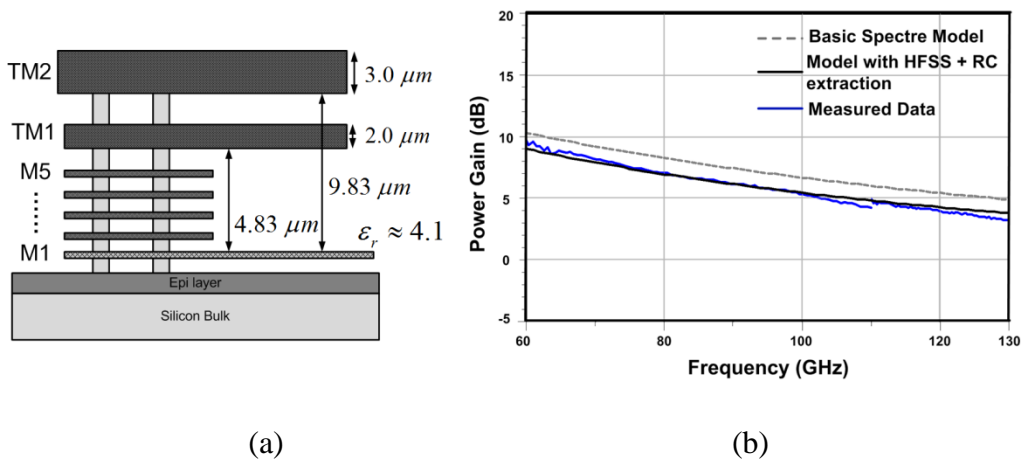 TM2
3.0 μm
TM1
2.0 μm
M5
9.83 μm
4.83 μm
εr ≈ 4.1
M1
Epi layer
Silicon Bulk
(a)
20
15
10
5
0
-5
Power Gain (dB)
Basic Spectre Model
Model with HFSS + RC
extraction
Measured Data
60
80
100
120
130
Frequency (GHz)
(b)